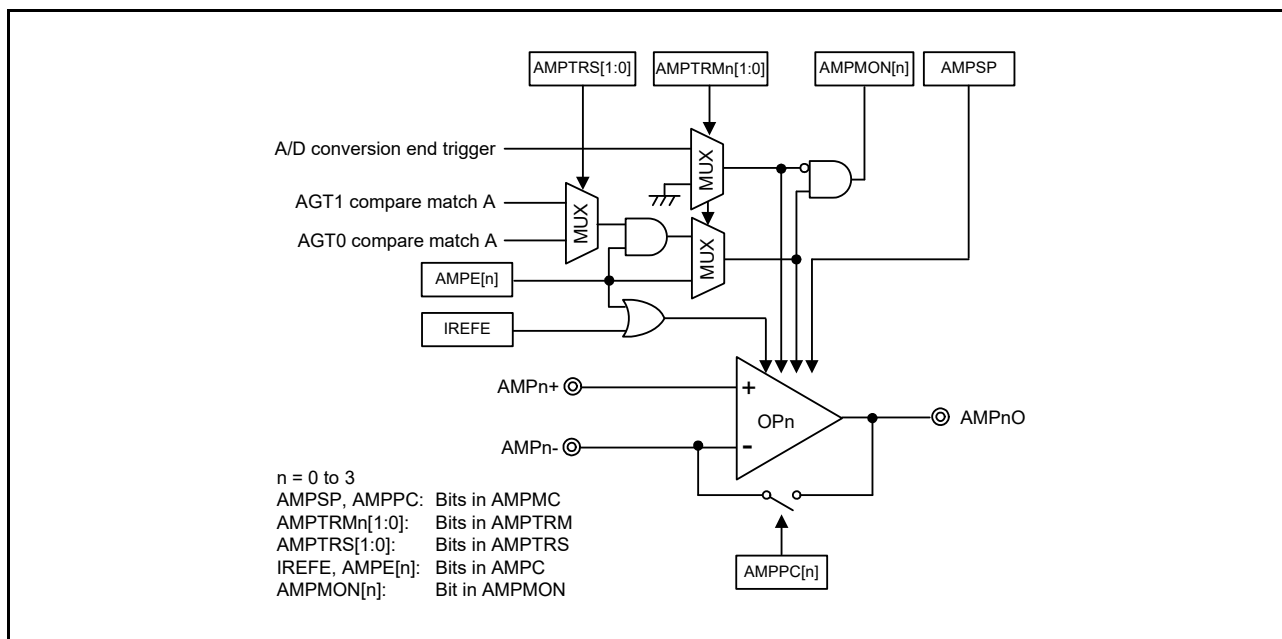 AMPTRS[1:0] AMPTRMn[1:0] AMPMON[n] AMPSP
A/D conversion end trigger
MUX
AGT1 compare match A
MUX
AGT0 compare match A
MUX
AMPE[n]
IREFE
AMPn+
+
OPn
AMPnO
AMPn-
-
n = 0 to 3
AMPSP, AMPPC: Bits in AMPMC
AMPTRMn[1:0]: Bits in AMPTRM
AMPTRS[1:0]: Bits in AMPTRS
IREFE, AMPE[n]: Bits in AMPC
AMPMON[n]: Bit in AMPMON
AMPPC[n]